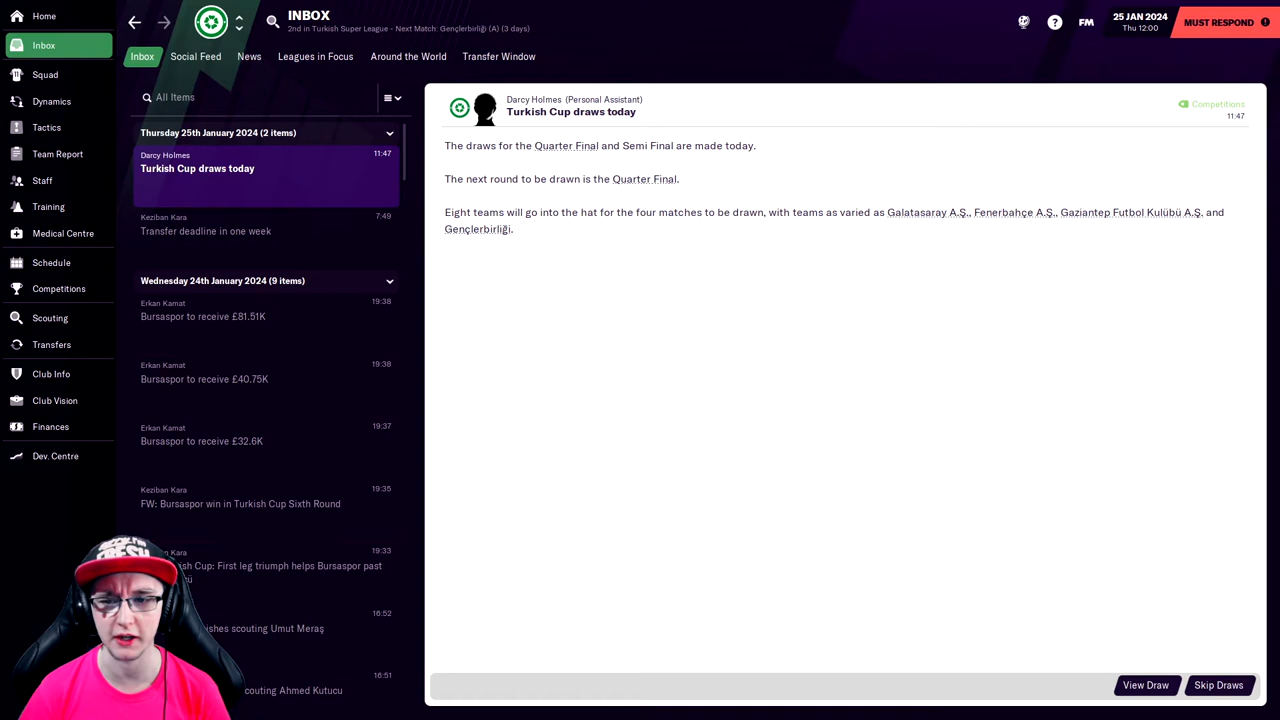 Home
Inbox
Squad
Dynamics
Tactics
Team Report
Staff
Training
Medical Centre
Schedule
Competitions
Scouting
Transfers
Club Info
Club Vision
Finances
Dev. Centre
INBOX
2nd in Turkish Super League - Next Match: Gençlerbirliği (A) (3 days)
FM
25 JAN 2024
Thu 12:00
MUST RESPOND
Inbox
Social Feed
News
Leagues in Focus
Around the World
Transfer Window
All Items
Thursday 25th January 2024 (2 items)
Darcy Holmes 11:47
Turkish Cup draws today
Keziban Kara 7:49
Transfer deadline in one week
Wednesday 24th January 2024 (9 items)
Erkan Kamat 19:38
Bursaspor to receive £81.51K
Erkan Kamat 19:38
Bursaspor to receive £40.75K
Erkan Kamat 19:37
Bursaspor to receive £32.6K
Keziban Kara 19:35
FW: Bursaspor win in Turkish Cup Sixth Round
Kara 19:33
Cup: First leg triumph helps Bursaspor past
16:52
scouting Umut Meraş
16:51
Ahmed Kutucu
Darcy Holmes (Personal Assistant)
Turkish Cup draws today
Competitions
11:47
The draws for the Quarter Final and Semi Final are made today.
The next round to be drawn is the Quarter Final.
Eight teams will go into the hat for the four matches to be drawn, with teams as varied as Galatasaray A.Ş., Fenerbahçe A.Ş., Gaziantep Futbol Kulübü A.Ş. and
Gençlerbirliği.
View Draw
Skip Draws
FRESH